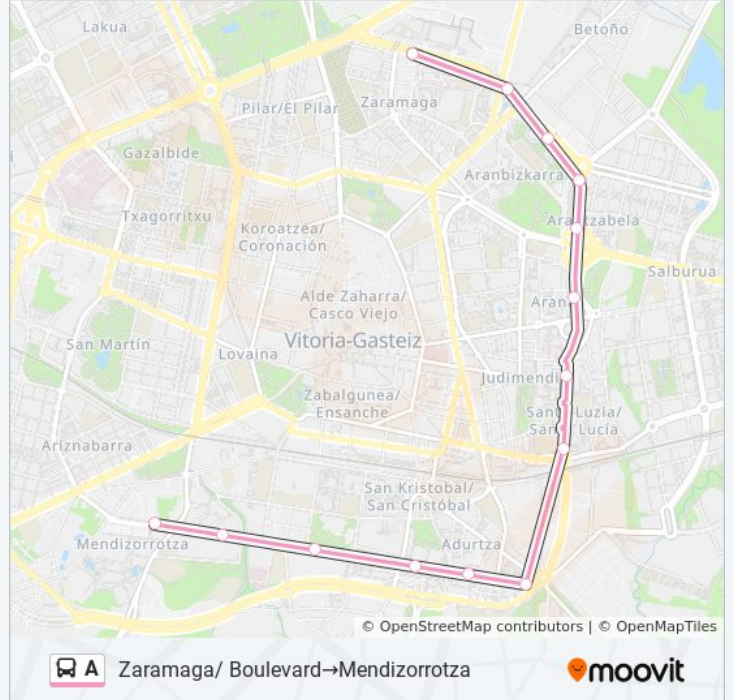 Lakua
Betoño
Pilar/El Pilar
Zaramaga
Gazalbide
Aranbizkarra
Txagorritxu
Koroatzea/
Coronación
Salburua
Alde Zaharra/
Casco Viejo
Vitoria-Gasteiz
San Martin
Lovaina
Judimendi
Zabalgunea/
Ensanche
Ariznabarra
San Kristobal/
San Cristóbal
Mendizorrotza
Adurtza
© OpenStreetMap contributors | © OpenMapTiles
A Zaramaga/ Boulevard→Mendizorrotza
moovit